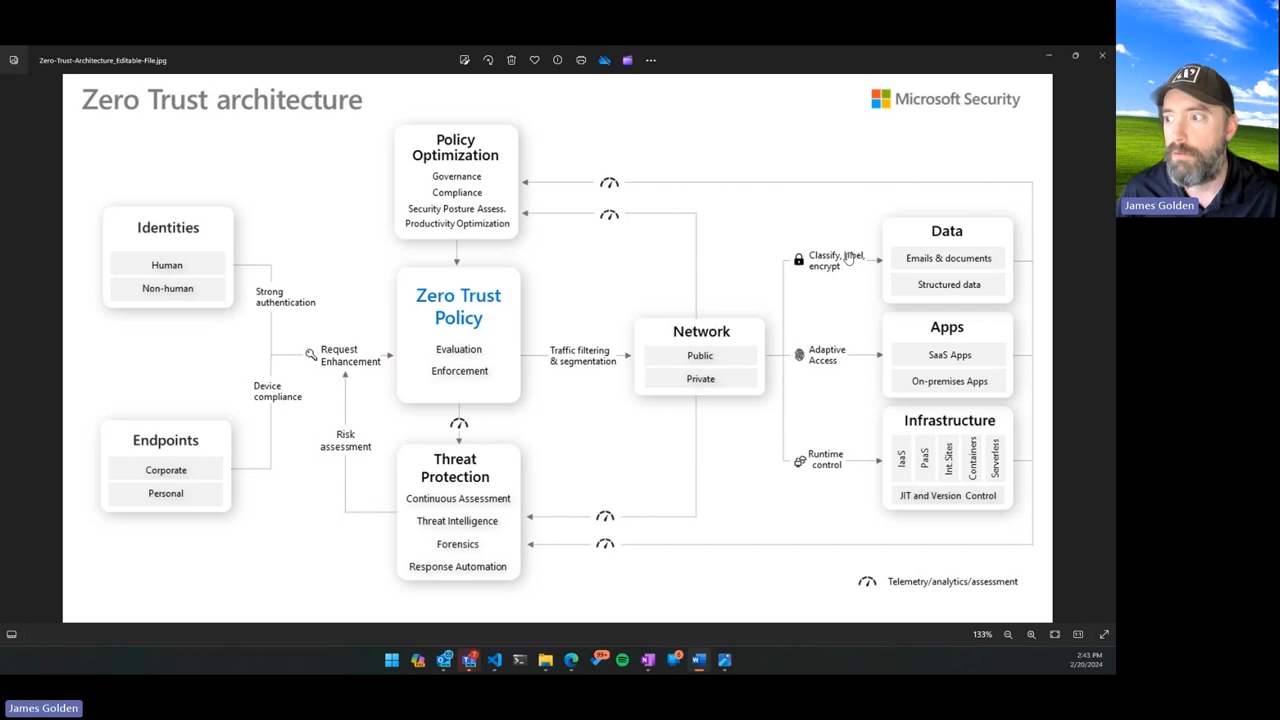 Zero-Trust-Architecture_Editable-File.jpg
Zero Trust architecture
Microsoft Security
Policy
Optimization
Governance
Compliance
Security Posture Assess.
Productivity Optimization
Identities
Human
Non-human
Strong
authentication
Request
Enhancement
Device
compliance
Endpoints
Corporate
Personal
Risk
assessment
Zero Trust
Policy
Evaluation
Enforcement
Threat
Protection
Continuous Assessment
Threat Intelligence
Forensics
Response Automation
Traffic filtering
& segmentation
Network
Public
Private
Classify, label,
encrypt
Adaptive
Access
Runtime
control
Data
Emails & documents
Structured data
Apps
SaaS Apps
On-premises Apps
Infrastructure
IaaS
PaaS
Int.Sites
Containers
Serverless
JIT and Version Control
Telemetry/analytics/assessment
133%
99+
2:43 PM
2/20/2024
James Golden
James Golden